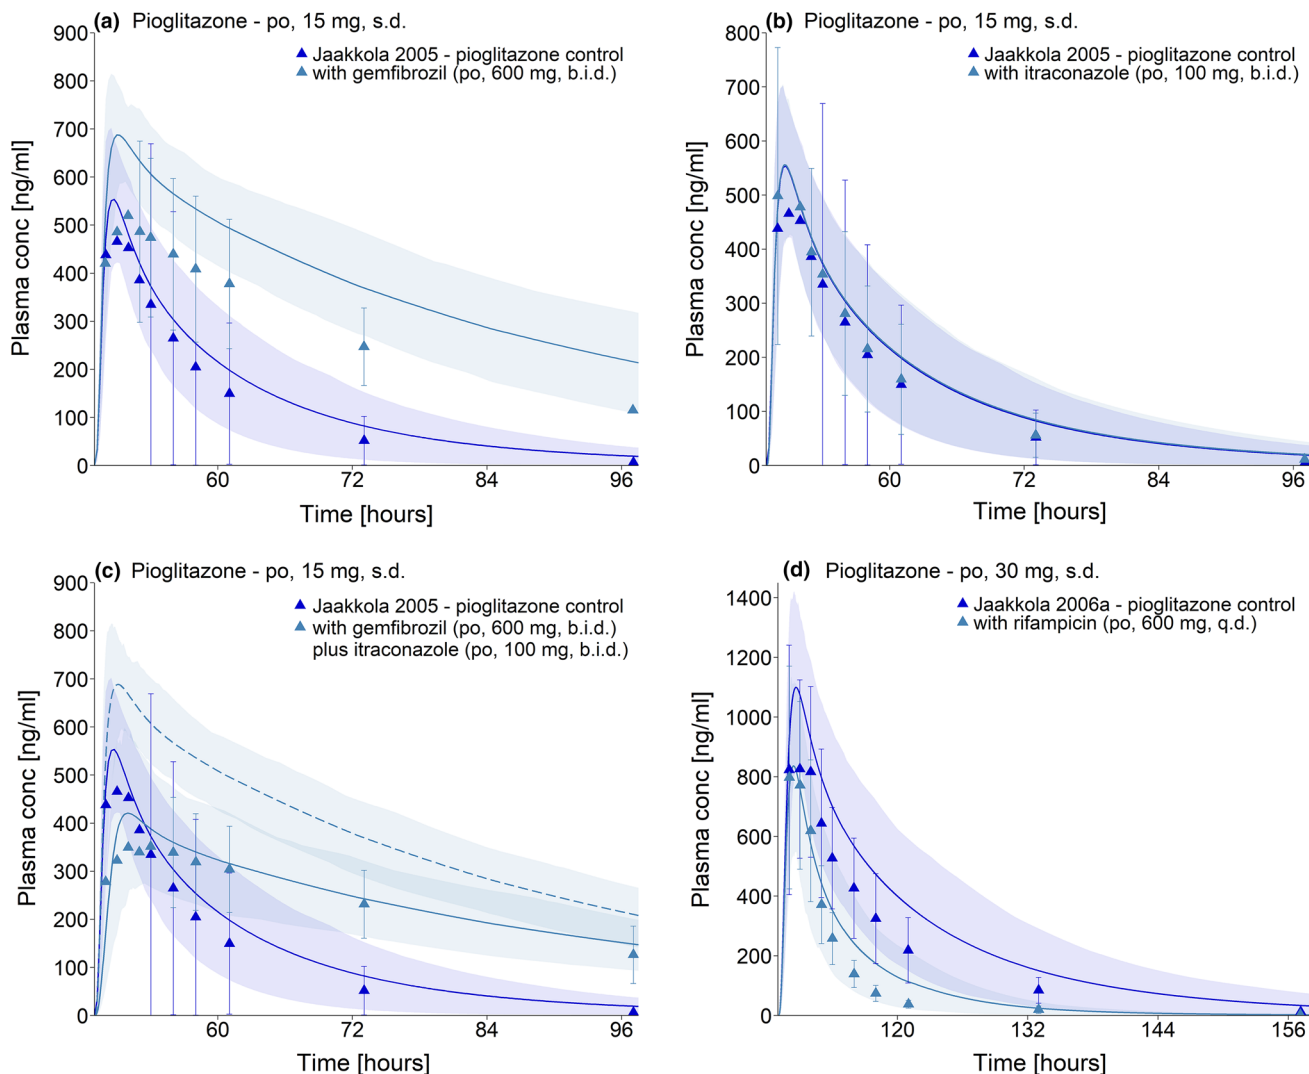 (a) Pioglitazone - po, 15 mg, s.d.
Jaakkola 2005 - pioglitazone control
with gemfibrozil (po, 600 mg, b.i.d.)
Plasma conc [ng/ml]
900
800
700
600
500
400
300
200
100
0
60 72 84 96
Time [hours]
(b) Pioglitazone - po, 15 mg, s.d.
Jaakkola 2005 - pioglitazone control
with itraconazole (po, 100 mg, b.i.d.)
Plasma conc [ng/ml]
800
700
600
500
400
300
200
100
0
60 72 84 96
Time [hours]
(c) Pioglitazone - po, 15 mg, s.d.
Jaakkola 2005 - pioglitazone control
with gemfibrozil (po, 600 mg, b.i.d.)
plus itraconazole (po, 100 mg, b.i.d.)
Plasma conc [ng/ml]
900
800
700
600
500
400
300
200
100
0
60 72 84 96
Time [hours]
(d) Pioglitazone - po, 30 mg, s.d.
Jaakkola 2006a - pioglitazone control
with rifampicin (po, 600 mg, q.d.)
Plasma conc [ng/ml]
1400
1200
1000
800
600
400
200
0
120 132 144 156
Time [hours]